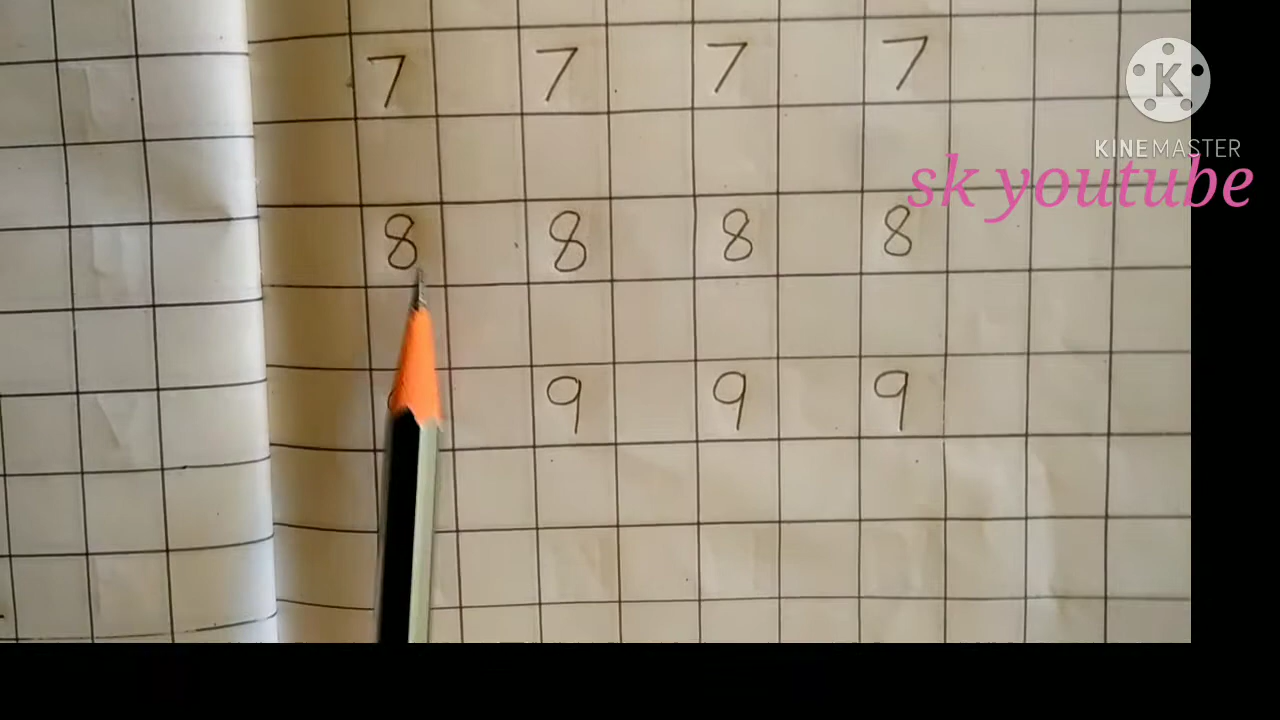 7 7 7 7
K
KINEMASTER
sk youtube
8 8 8 8
9 9 9